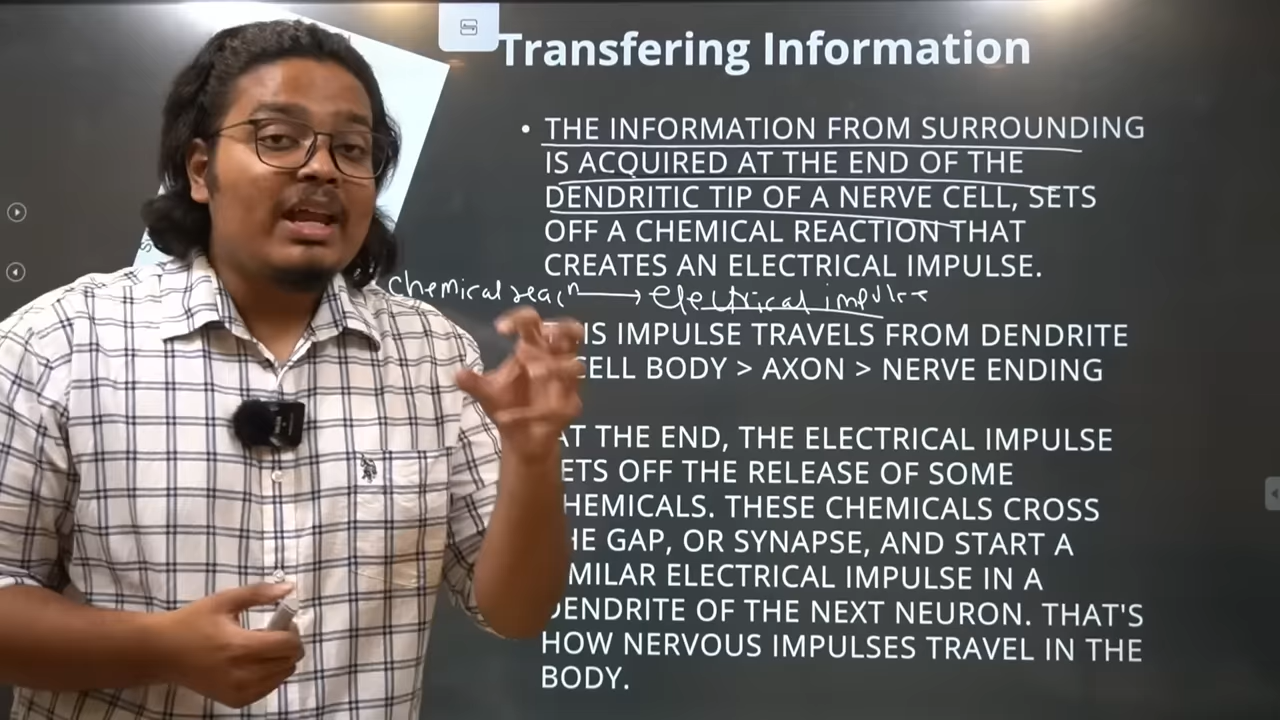 Transfering Information
• THE INFORMATION FROM SURROUNDING
IS ACQUIRED AT THE END OF THE
DENDRITIC TIP OF A NERVE CELL, SETS
OFF A CHEMICAL REACTION THAT
CREATES AN ELECTRICAL IMPULSE.
Chemical reacn → electrical impulse
IS IMPULSE TRAVELS FROM DENDRITE
CELL BODY > AXON > NERVE ENDING
AT THE END, THE ELECTRICAL IMPULSE
ETS OFF THE RELEASE OF SOME
HEMICALS. THESE CHEMICALS CROSS
HE GAP, OR SYNAPSE, AND START A
MILAR ELECTRICAL IMPULSE IN A
DENDRITE OF THE NEXT NEURON. THAT'S
HOW NERVOUS IMPULSES TRAVEL IN THE
BODY.